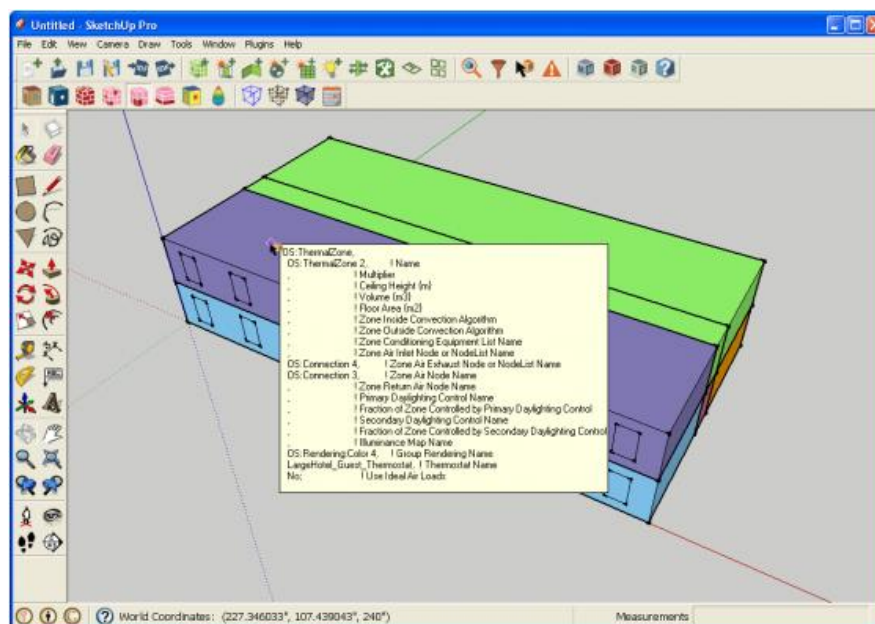 Untitled - SketchUp Pro
File Edit View Camera Draw Tools Window Plugins Help
OS:ThermalZone,
OS:ThermalZone 2, ! Name
, ! Multiplier
, ! Ceiling Height {m}
, ! Volume {m3}
, ! Floor Area {m2}
, ! Zone Inside Convection Algorithm
, ! Zone Outside Convection Algorithm
, ! Zone Conditioning Equipment List Name
, ! Zone Air Inlet Node or NodeList Name
OS:Connection 4, ! Zone Air Exhaust Node or NodeList Name
OS:Connection 3, ! Zone Air Node Name
, ! Zone Return Air Node Name
, ! Primary Daylighting Control Name
, ! Fraction of Zone Controlled by Primary Daylighting Control
, ! Secondary Daylighting Control Name
, ! Fraction of Zone Controlled by Secondary Daylighting Control
, ! Illuminance Map Name
OS:Rendering:Color 4, ! Group Rendering Name
LargeHotel_Guest_Thermostat, ! Thermostat Name
No; ! Use Ideal Air Loads
World Coordinates: (227.346033", 107.439043", 240")
Measurements